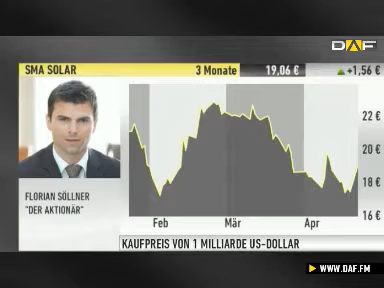 DAF
SMA SOLAR 3 Monate 19,06 € +1,56 €
22 €
20 €
18 €
16 €
FLORIAN SÖLLNER
"DER AKTIONÄR"
Feb Mär Apr
KAUFPREIS VON 1 MILLIARDE US-DOLLAR
WWW.DAF.FM